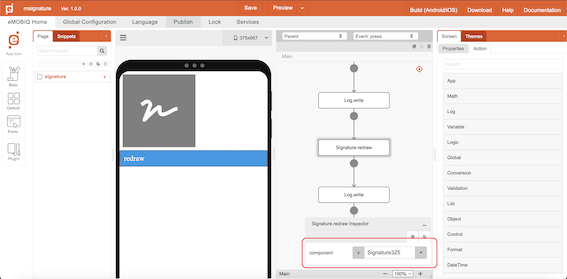 msignature Ver. 1.0.0 Save Preview Build (Android/iOS) Download Help Documentation
eMOBIQ Home Global Configuration Language Publish Lock Services
Page Snippets
Search pages
signature
App Icon
Basic
General
Forms
Plugin
375x667
redraw
Parent Event: press
Main
Log.write
Signature.redraw
Log.write
Signature.redraw Inspector
component v Signature325
Main 100%
Screen Themes
Properties Action
Search
App
Math
Log
Variable
Logic
Global
Conversion
Validation
List
Object
Control
Format
DateTime